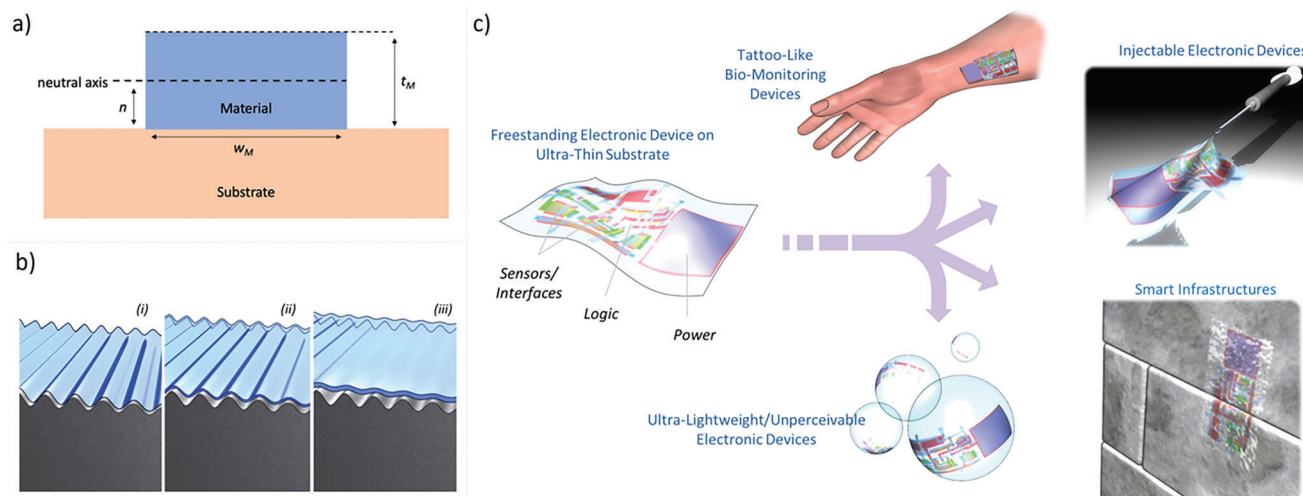 a)
neutral axis
n
Material
t_M
w_M
Substrate
b)
(i)
(ii)
(iii)
c)
Tattoo-Like
Bio-Monitoring
Devices
Injectable Electronic Devices
Freestanding Electronic Device on
Ultra-Thin Substrate
Sensors/
Interfaces
Logic
Power
Smart Infrastructures
Ultra-Lightweight/Unperceivable
Electronic Devices